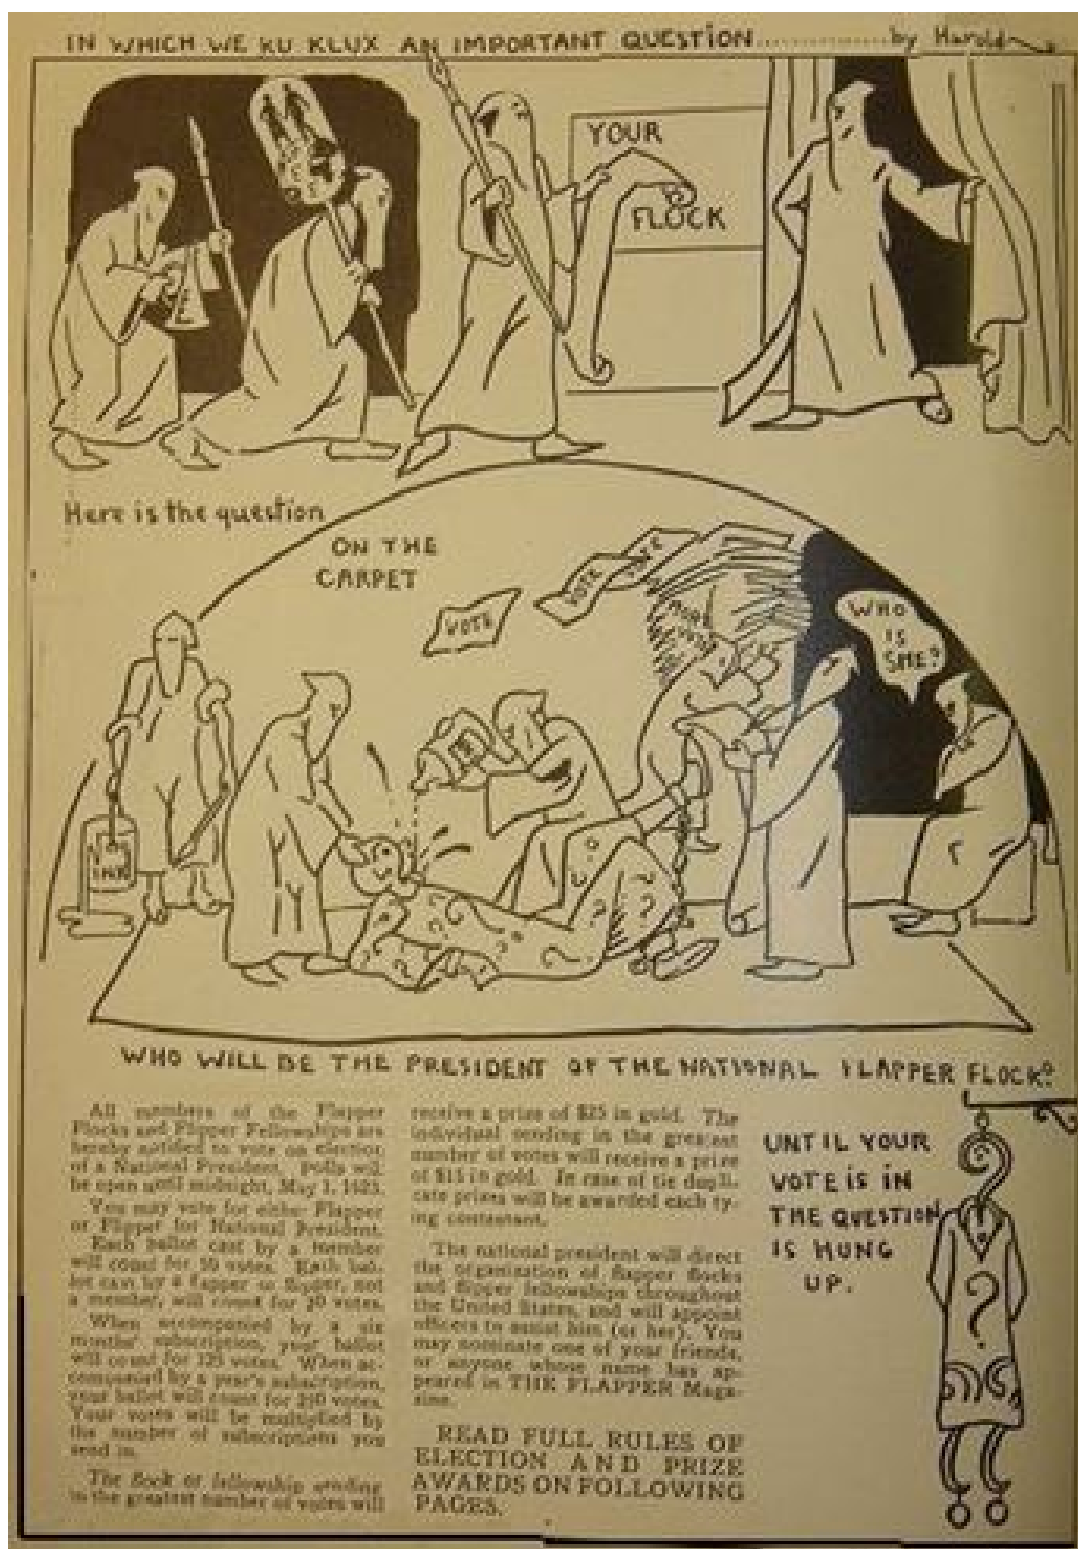 IN WHICH WE KU KLUX AN IMPORTANT QUESTION............... by Harold
YOUR
FLOCK
Here is the question
ON THE
CARPET
VOTE
VOTE
WHO
IS
SHE?
INK
WHO WILL BE THE PRESIDENT OF THE NATIONAL FLAPPER FLOCK?
All members of the Flapper
Flocks and Flipper Fellowships are
hereby notified to vote on election
of a National President. Polls will
be open until midnight, May 1, 1923.
You may vote for either Flapper
or Flipper for National President.
Each ballot cast by a member
will count for 50 votes. Each bal-
lot cast by a flapper or flipper, not
a member, will count for 20 votes.
When accompanied by a six
months' subscription, your ballot
will count for 125 votes. When ac-
companied by a year's subscription,
your ballot will count for 250 votes.
Your votes will be multiplied by
the number of subscriptions you
send in.
The flock or fellowship sending
in the greatest number of votes will
receive a prize of $25 in gold. The
individual sending in the greatest
number of votes will receive a prize
of $15 in gold. In case of tie dupli-
cate prizes will be awarded each ty-
ing contestant.
The national president will direct
the organization of flapper flocks
and flipper fellowships throughout
the United States, and will appoint
officers to assist him (or her). You
may nominate one of your friends,
or anyone whose name has ap-
peared in THE FLAPPER Maga-
zine.
READ FULL RULES OF
ELECTION AND PRIZE
AWARDS ON FOLLOWING
PAGES.
UNTIL YOUR
VOTE IS IN
THE QUESTION
IS HUNG
UP.